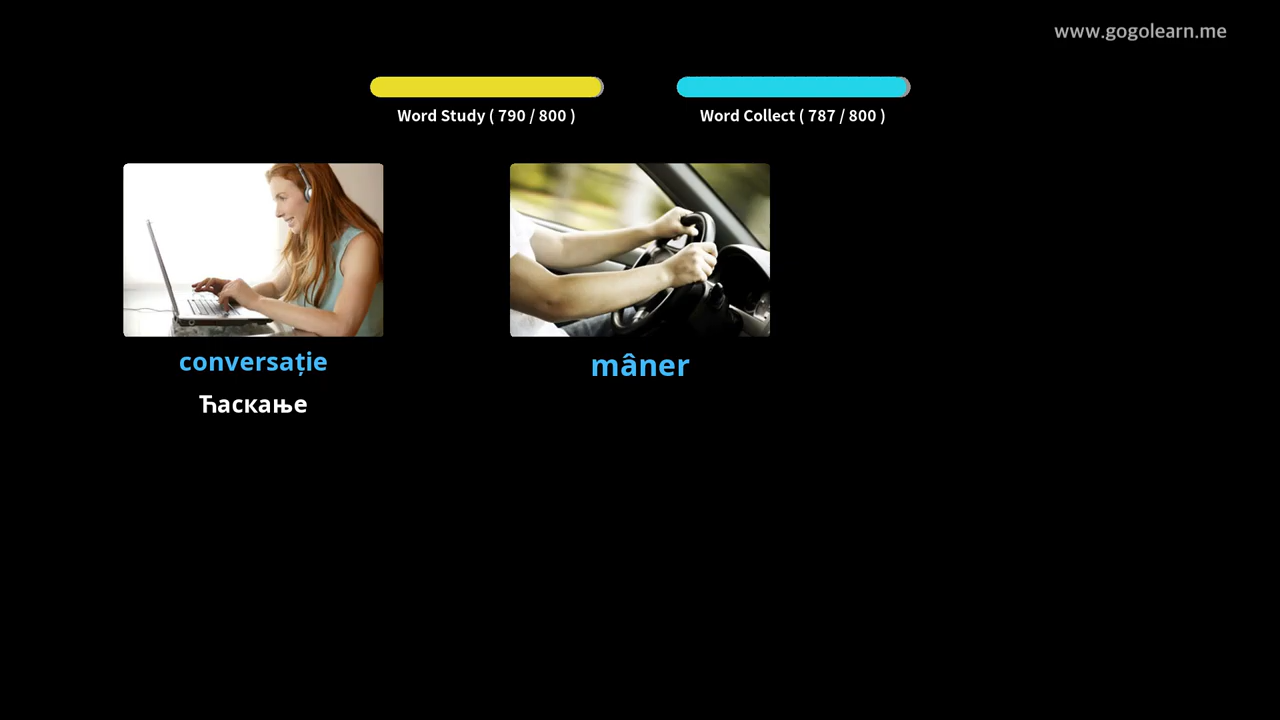 www.gogolearn.me
Word Study ( 790 / 800 )
Word Collect ( 787 / 800 )
conversație
mâner
Ћаскање